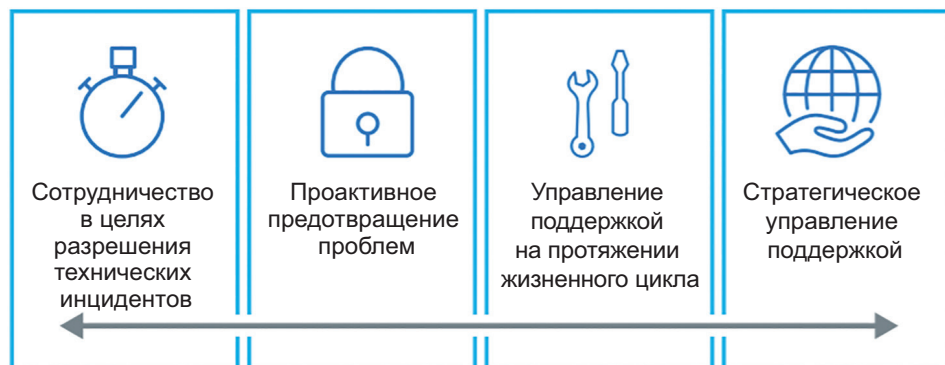 Сотрудничество
в целях
разрешения
технических
инцидентов
Проактивное
предотвращение
проблем
Управление
поддержкой
на протяжении
жизненного цикла
Стратегическое
управление
поддержкой